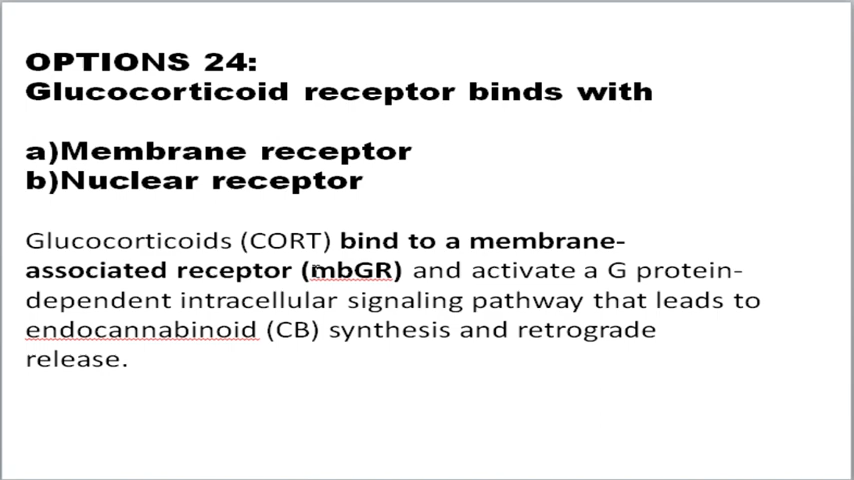 OPTIONS 24:
Glucocorticoid receptor binds with
a)Membrane receptor
b)Nuclear receptor
Glucocorticoids (CORT) bind to a membrane-
associated receptor (mbGR) and activate a G protein-
dependent intracellular signaling pathway that leads to
endocannabinoid (CB) synthesis and retrograde
release.